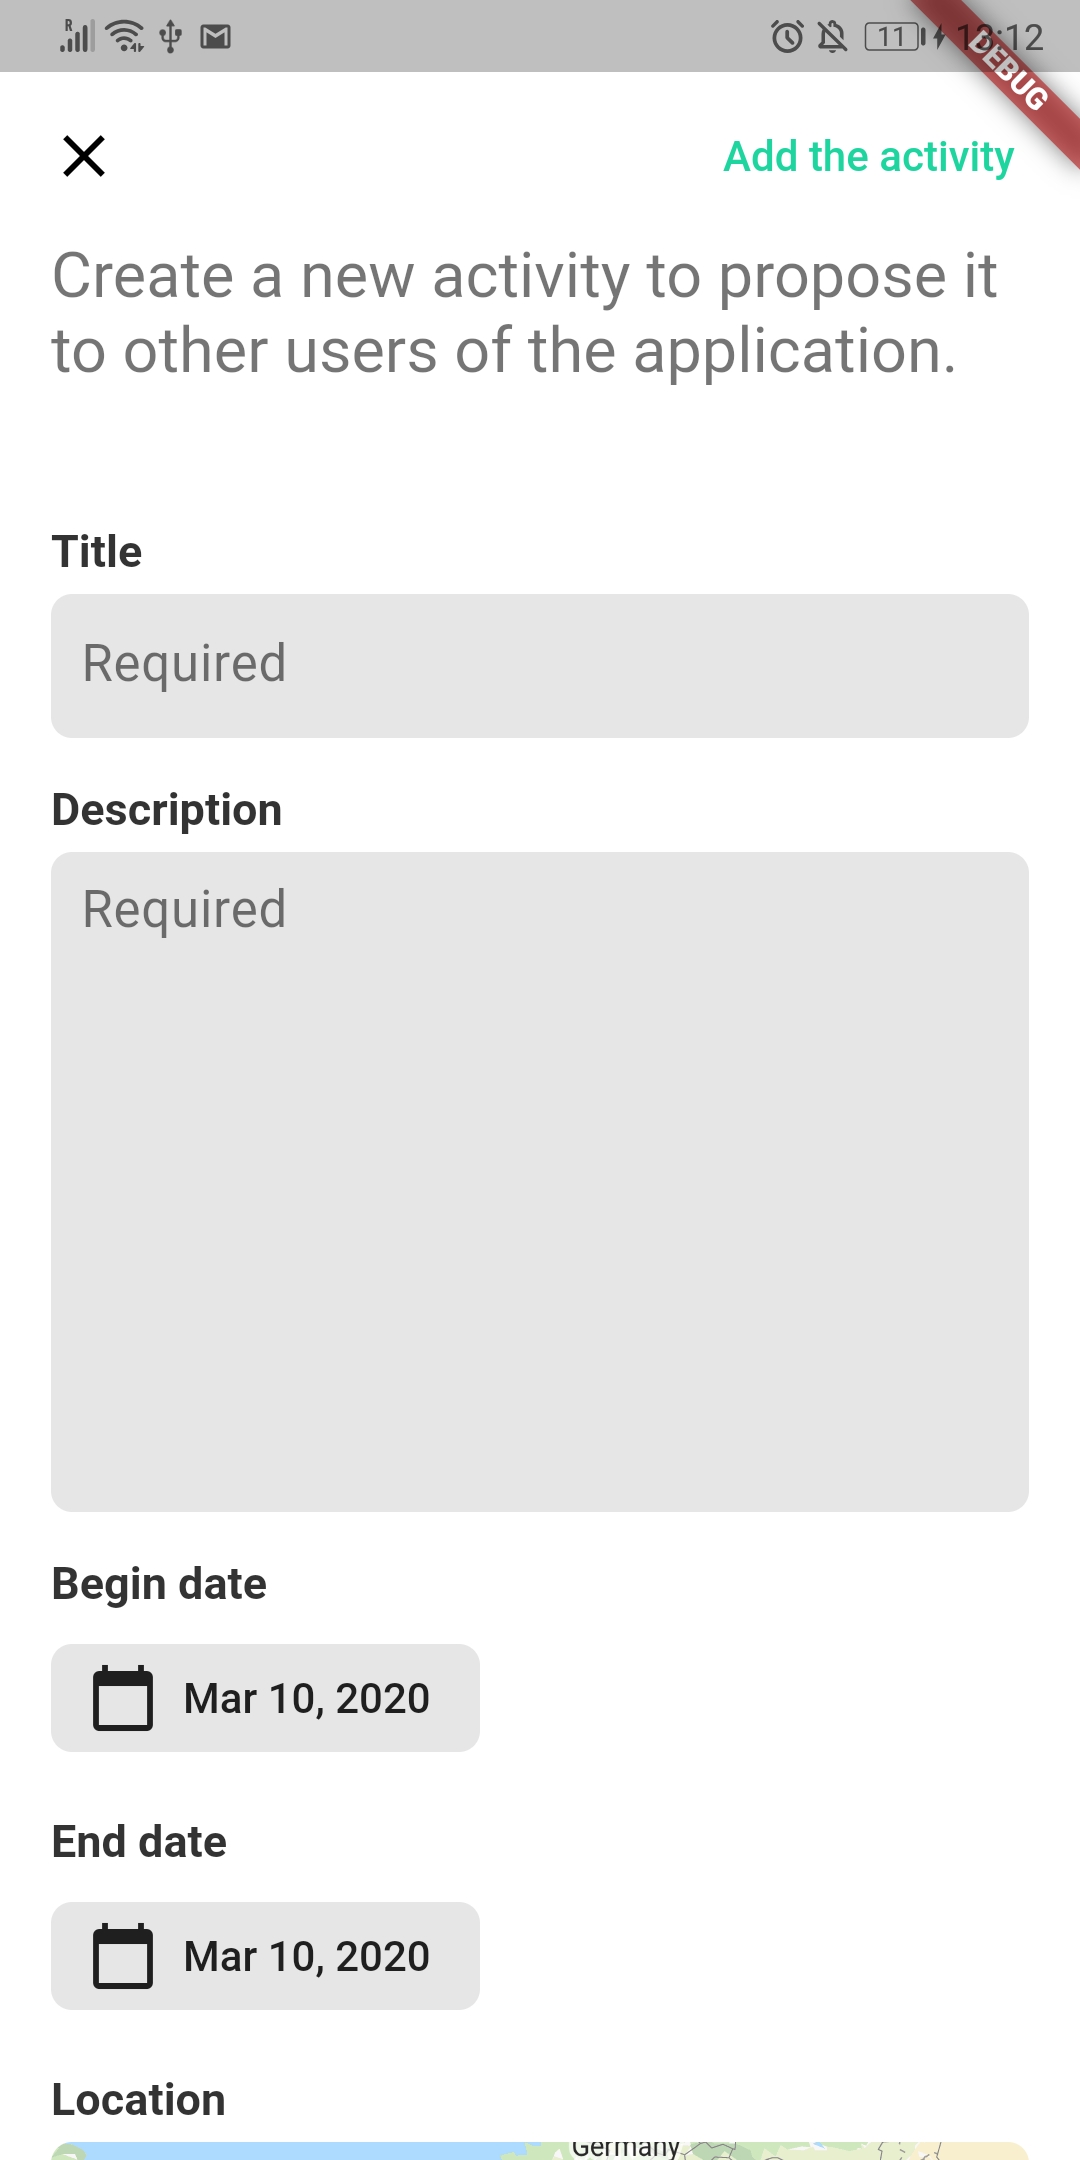 R 11 13:12
DEBUG
Add the activity
Create a new activity to propose it
to other users of the application.
Title
Required
Description
Required
Begin date
Mar 10, 2020
End date
Mar 10, 2020
Location
Germany